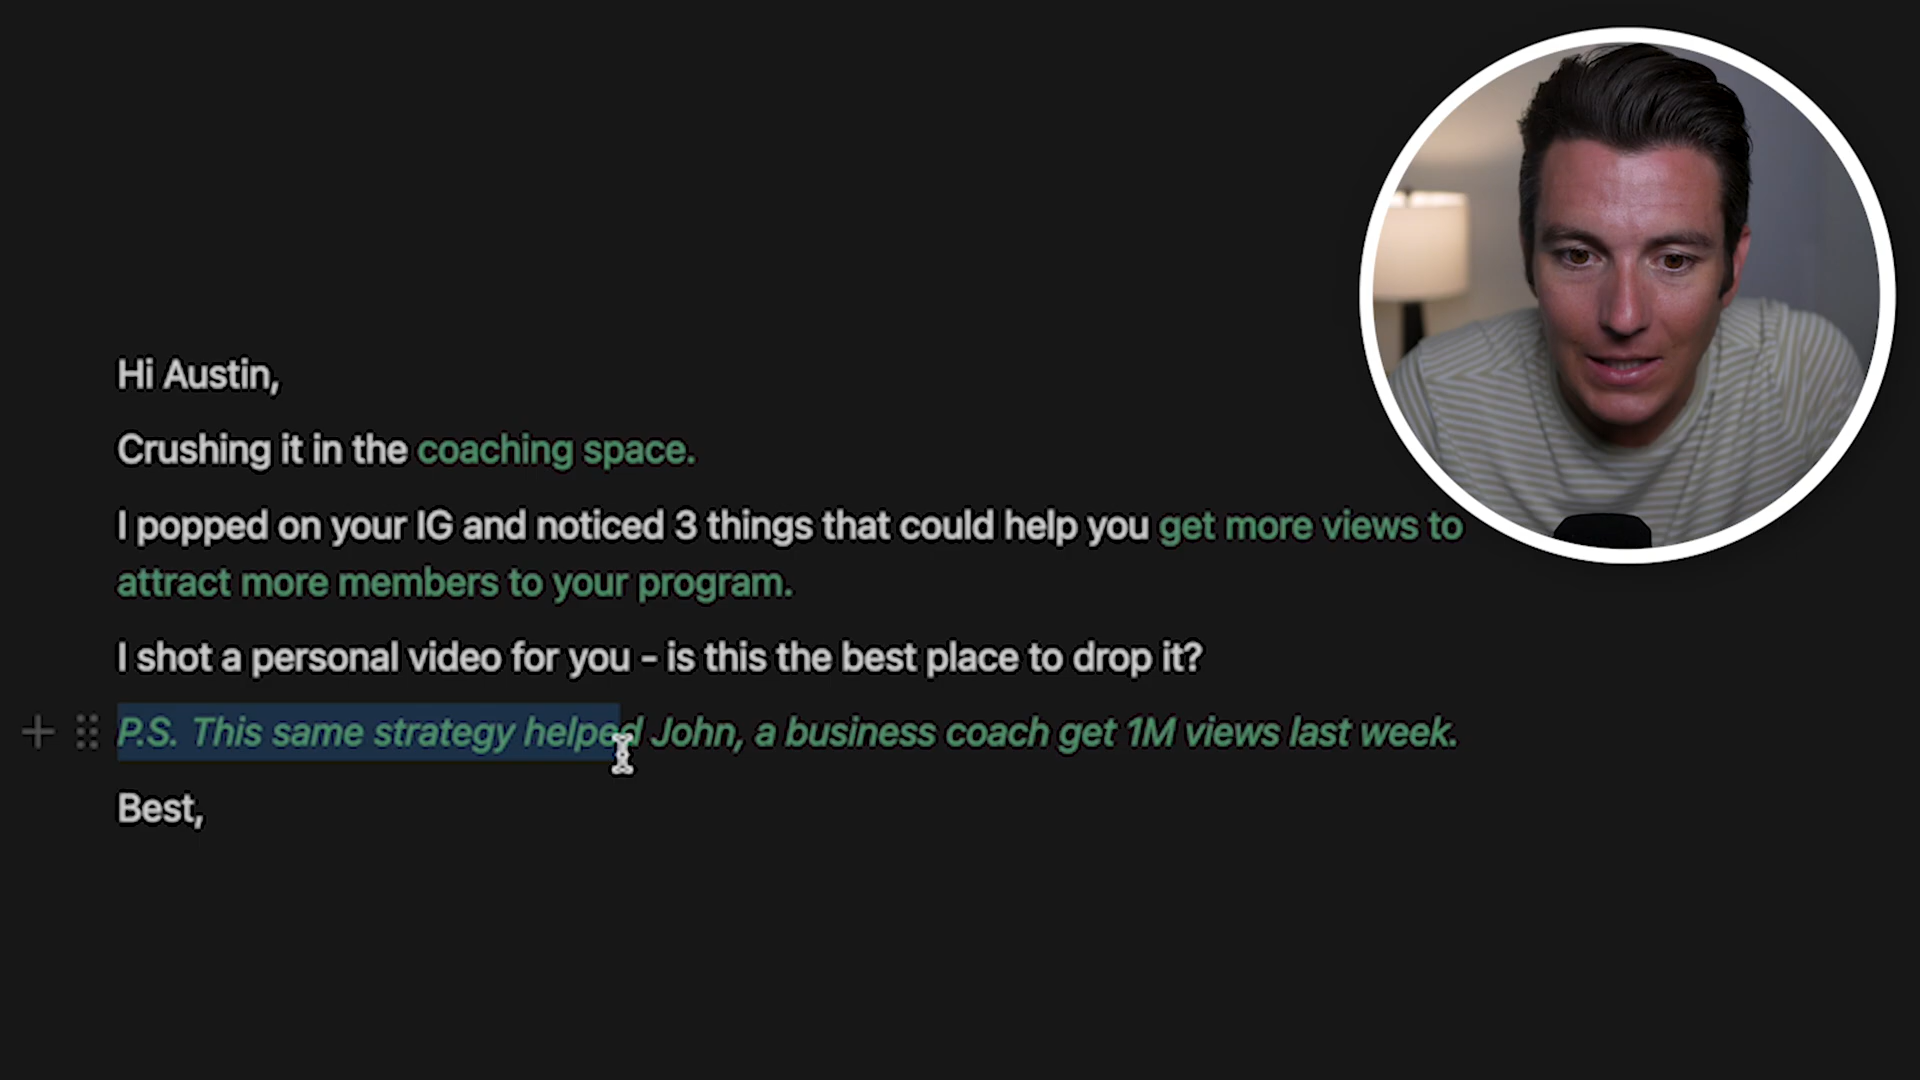 Hi Austin,
Crushing it in the coaching space.
I popped on your IG and noticed 3 things that could help you get more views to
attract more members to your program.
I shot a personal video for you - is this the best place to drop it?
P.S. This same strategy helped John, a business coach get 1M views last week.
Best,